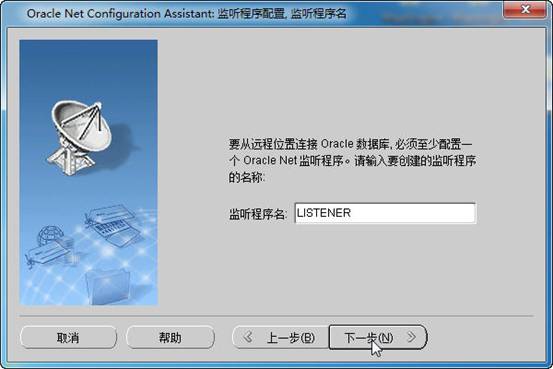 Oracle Net Configuration Assistant: 监听程序配置, 监听程序名
要从远程位置连接 Oracle 数据库, 必须至少配置一
个 Oracle Net 监听程序。请输入要创建的监听程序
的名称:
监听程序名: LISTENER
取消 帮助 上一步(B) 下一步(N)